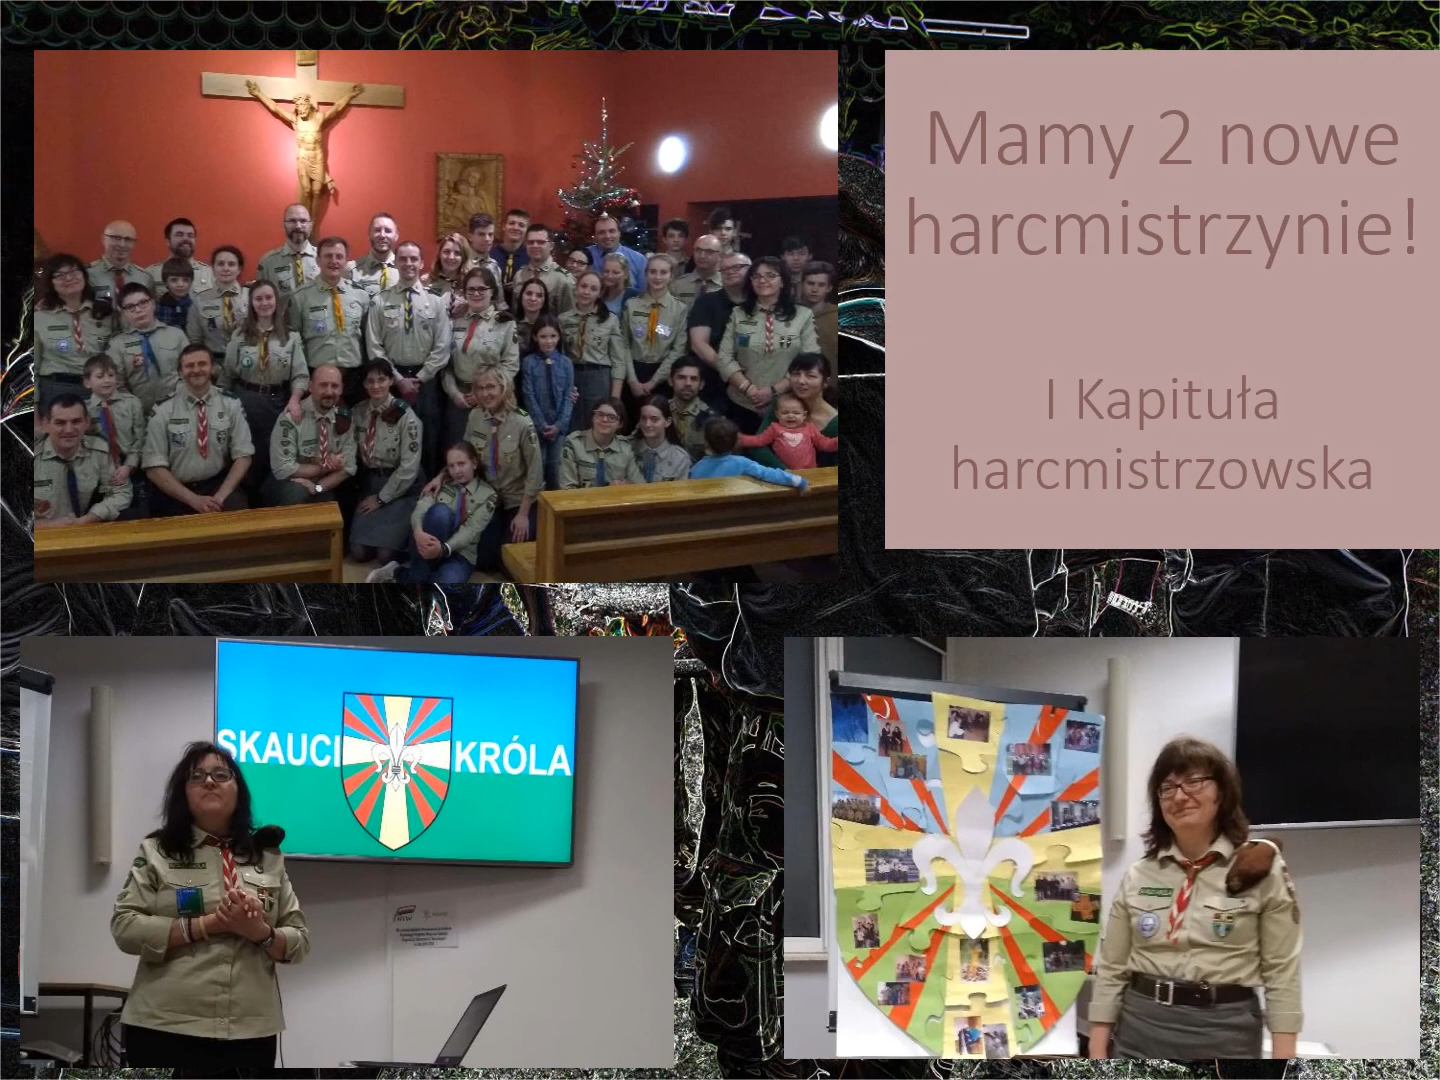 Mamy 2 nowe
harcmistrzynie!
I Kapituła
harcmistrzowska
SKAUCI KRÓLA